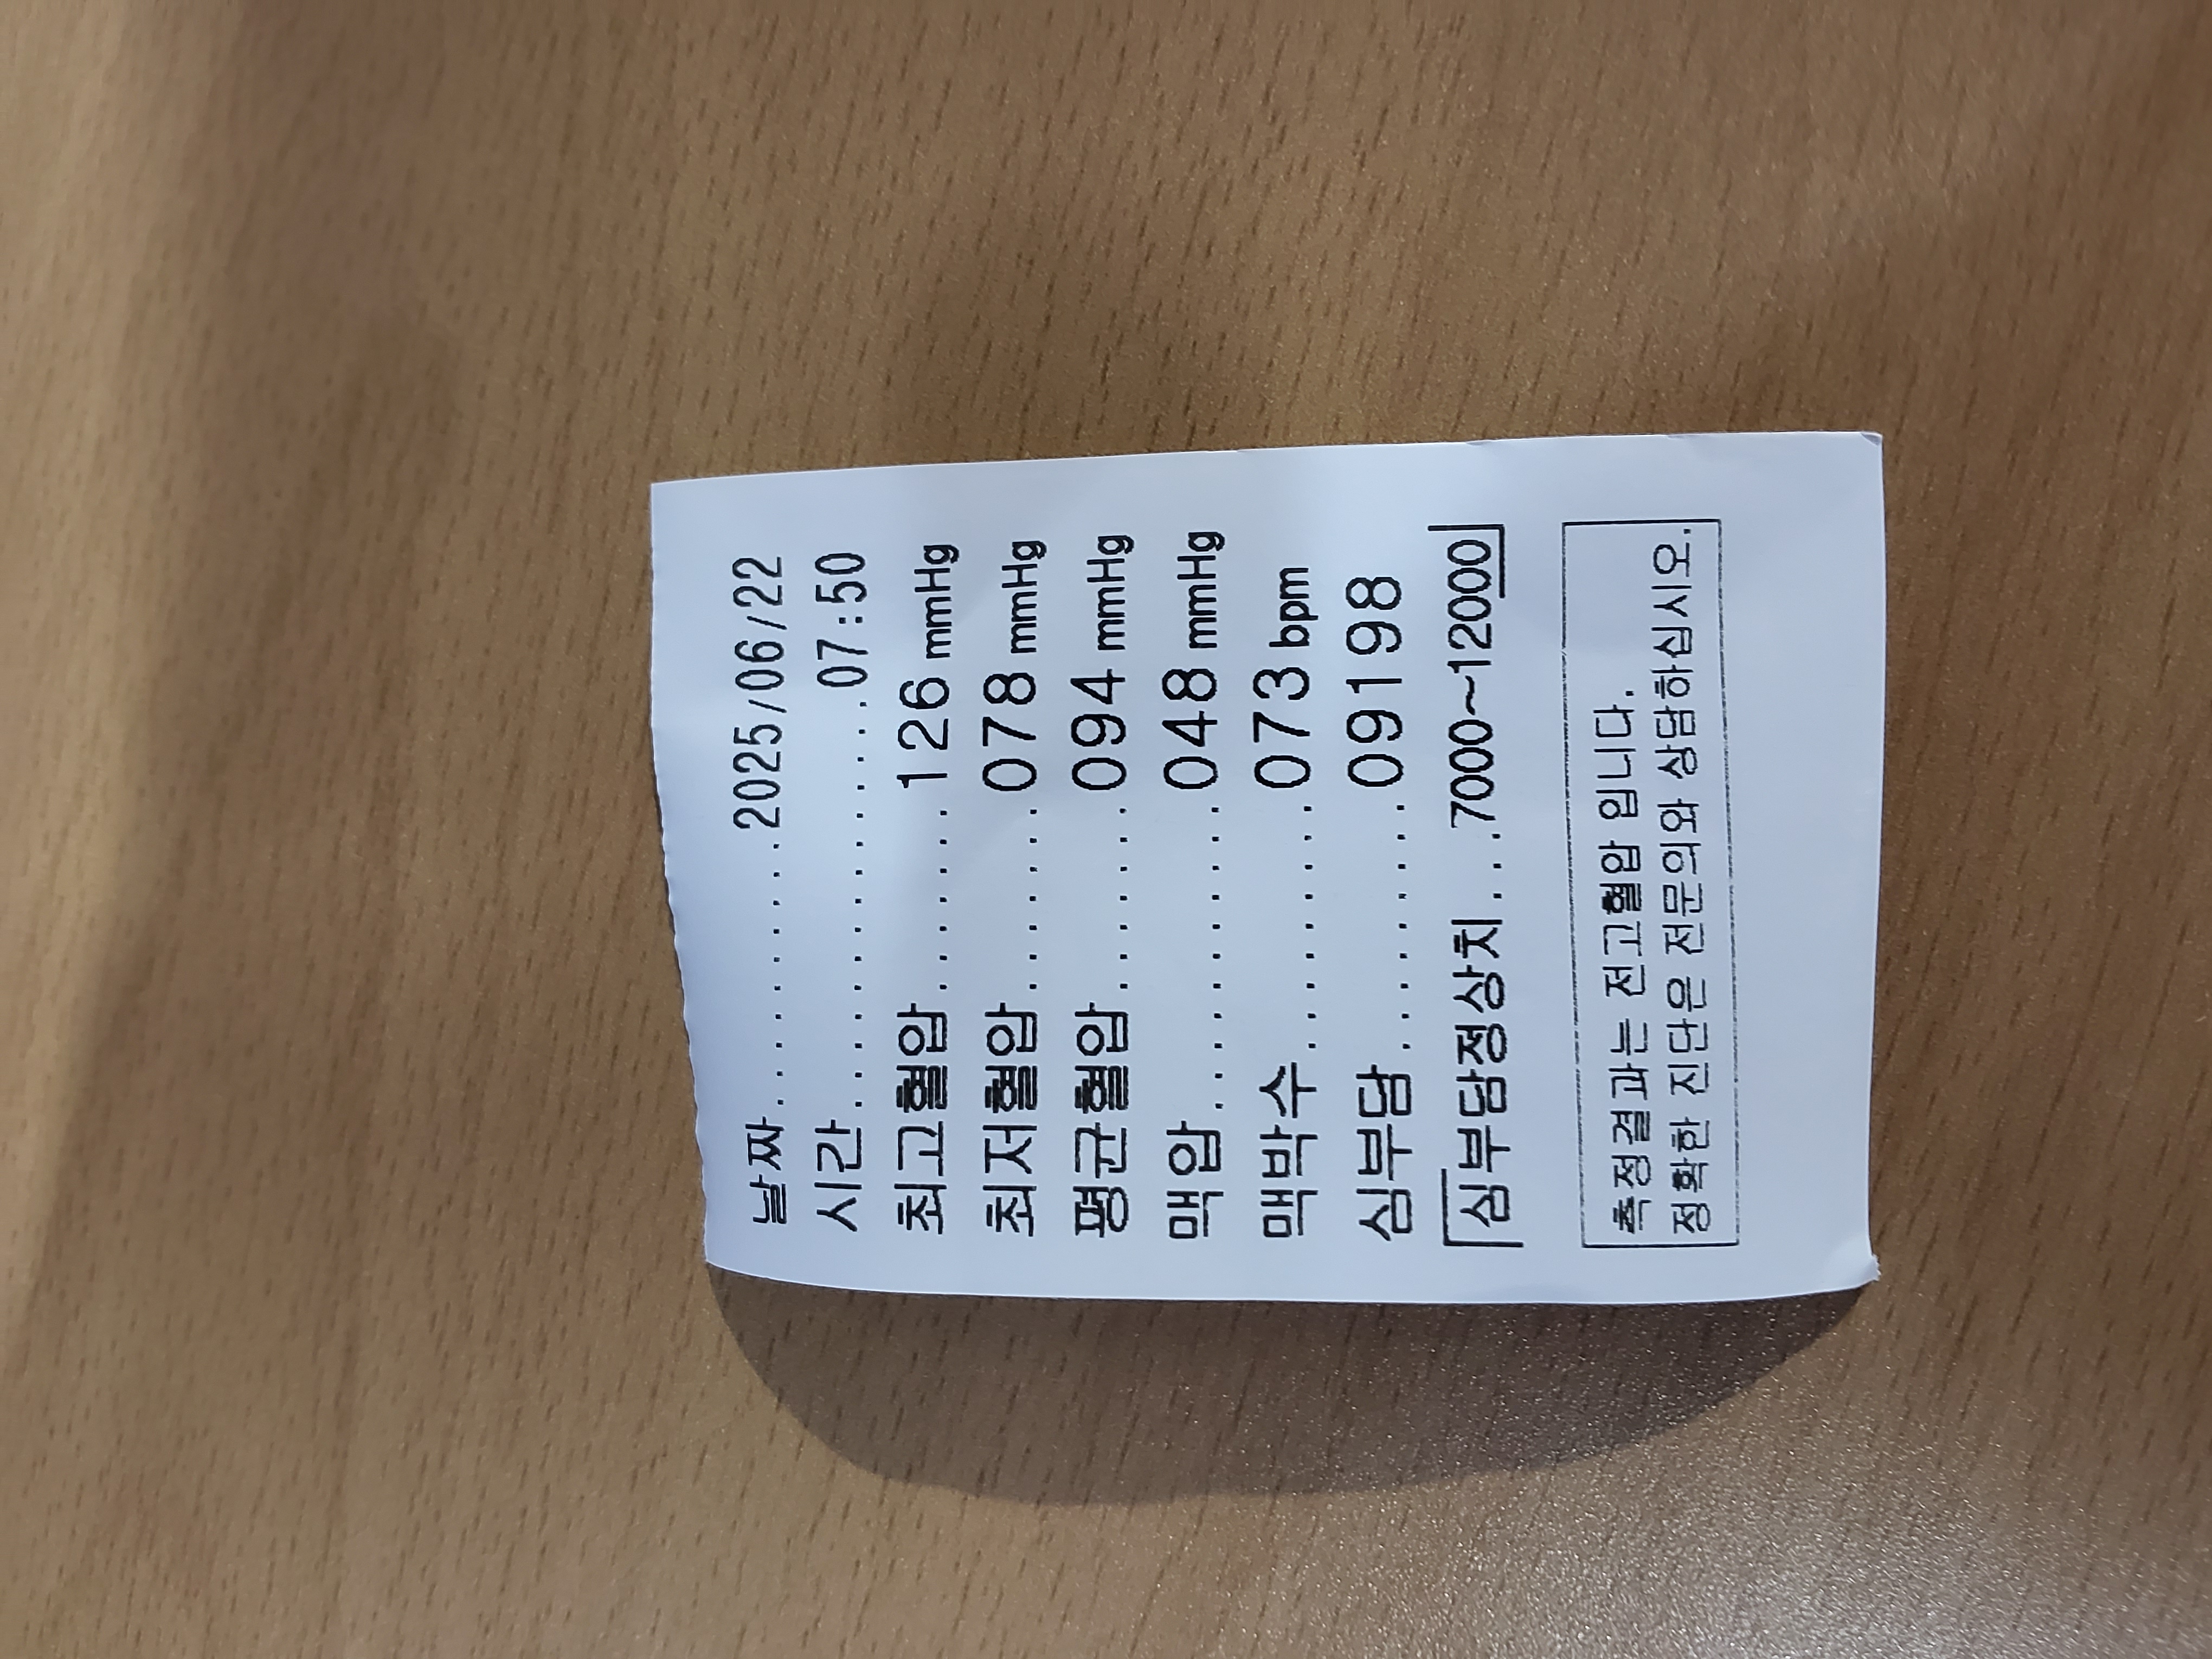 날짜.............2025/06/22
시간....................07:50
최고혈압.........126 mmHg
최저혈압.........078 mmHg
평균혈압.........094 mmHg
맥압...............048 mmHg
맥박수............073 bpm
심부담............09198
[심부담정상치...7000~12000]
측정결과는 전고혈압 입니다.
정확한 진단은 전문의와 상담하십시오.